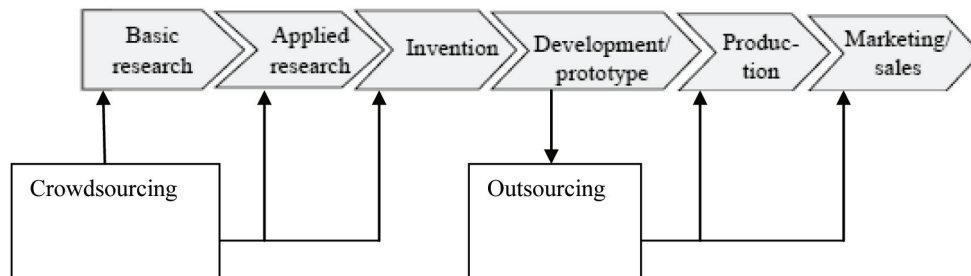 Basic
research
Applied
research
Invention
Development/
prototype
Produc-
tion
Marketing/
sales
Crowdsourcing
Outsourcing